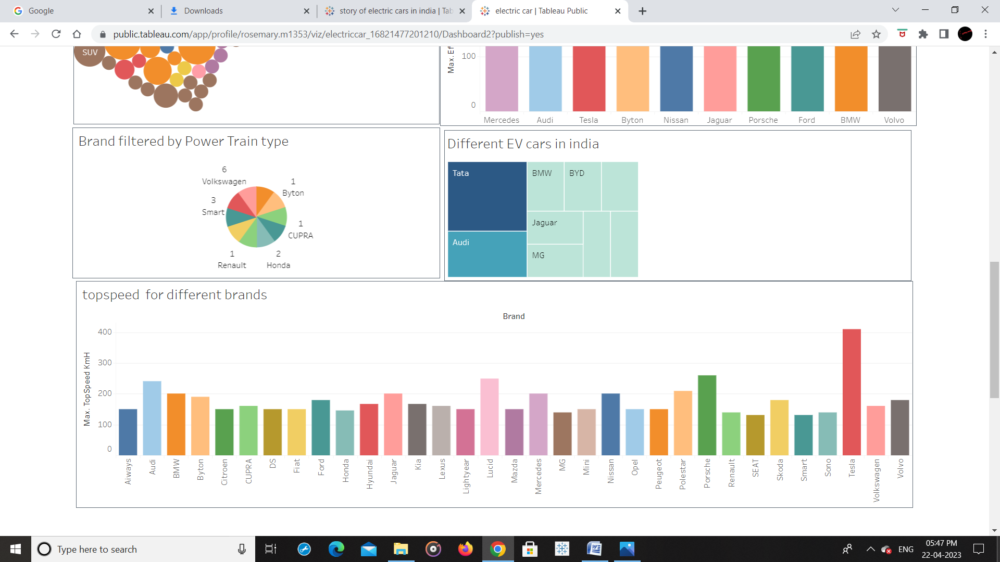 Google
Downloads
story of electric cars in india | Tab
electric car | Tableau Public
public.tableau.com/app/profile/rosemary.m1353/viz/electriccar_16821477201210/Dashboard2?publish=yes
SUV
Max. Ef
100
0
Mercedes
Audi
Tesla
Byton
Nissan
Jaguar
Porsche
Ford
BMW
Volvo
Brand filtered by Power Train type
6
Volkswagen
1
Byton
3
Smart
1
CUPRA
1
Renault
2
Honda
Different EV cars in india
Tata
BMW
BYD
Jaguar
Audi
MG
topspeed  for different brands
Brand
Max. TopSpeed KmH
400
300
200
100
0
Aiways
Audi
BMW
Byton
Citroen
CUPRA
DS
Fiat
Ford
Honda
Hyundai
Jaguar
Kia
Lexus
Lightyear
Lucid
Mazda
Mercedes
MG
Mini
Nissan
Opel
Peugeot
Polestar
Porsche
Renault
SEAT
Skoda
Smart
Sono
Tesla
Volkswagen
Volvo
Type here to search
ENG
05:47 PM
22-04-2023